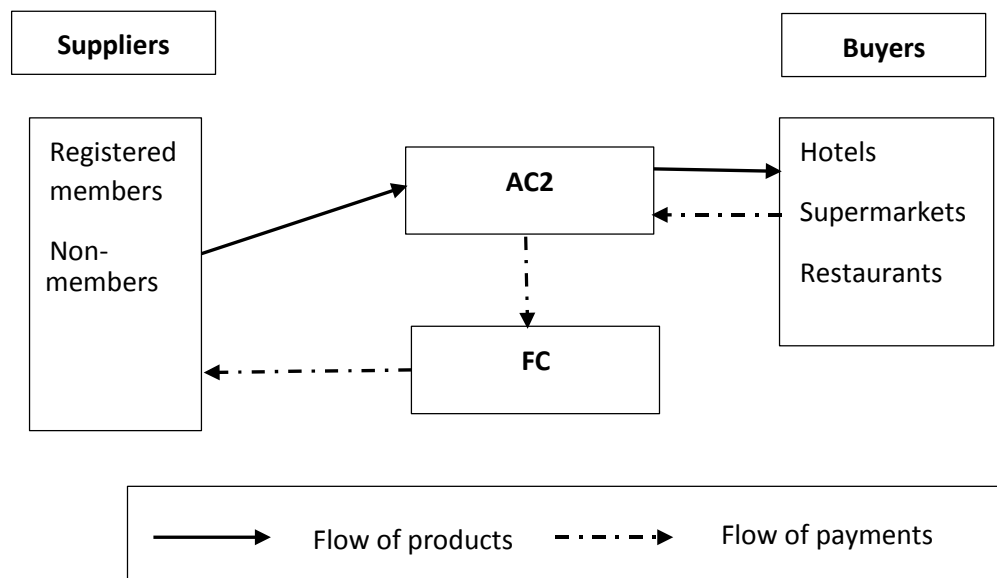 Suppliers
Buyers
Registered
members
Non-
members
AC2
FC
Hotels
Supermarkets
Restaurants
Flow of products
Flow of payments